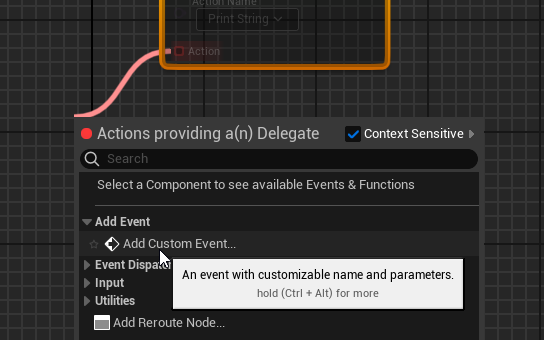 Action Name
Print String
Action
Actions providing a(n) Delegate
Context Sensitive
Search
Select a Component to see available Events & Functions
Add Event
Add Custom Event...
Event Dispat
An event with customizable name and parameters.
Input
hold (Ctrl + Alt) for more
Utilities
Add Reroute Node...